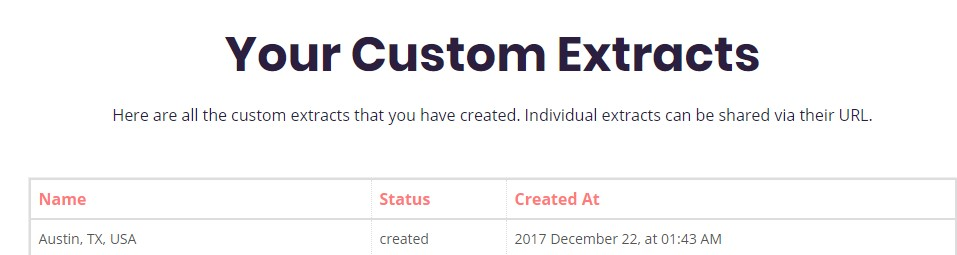 Your Custom Extracts
Here are all the custom extracts that you have created. Individual extracts can be shared via their URL.
Name Status Created At
Austin, TX, USA created 2017 December 22, at 01:43 AM